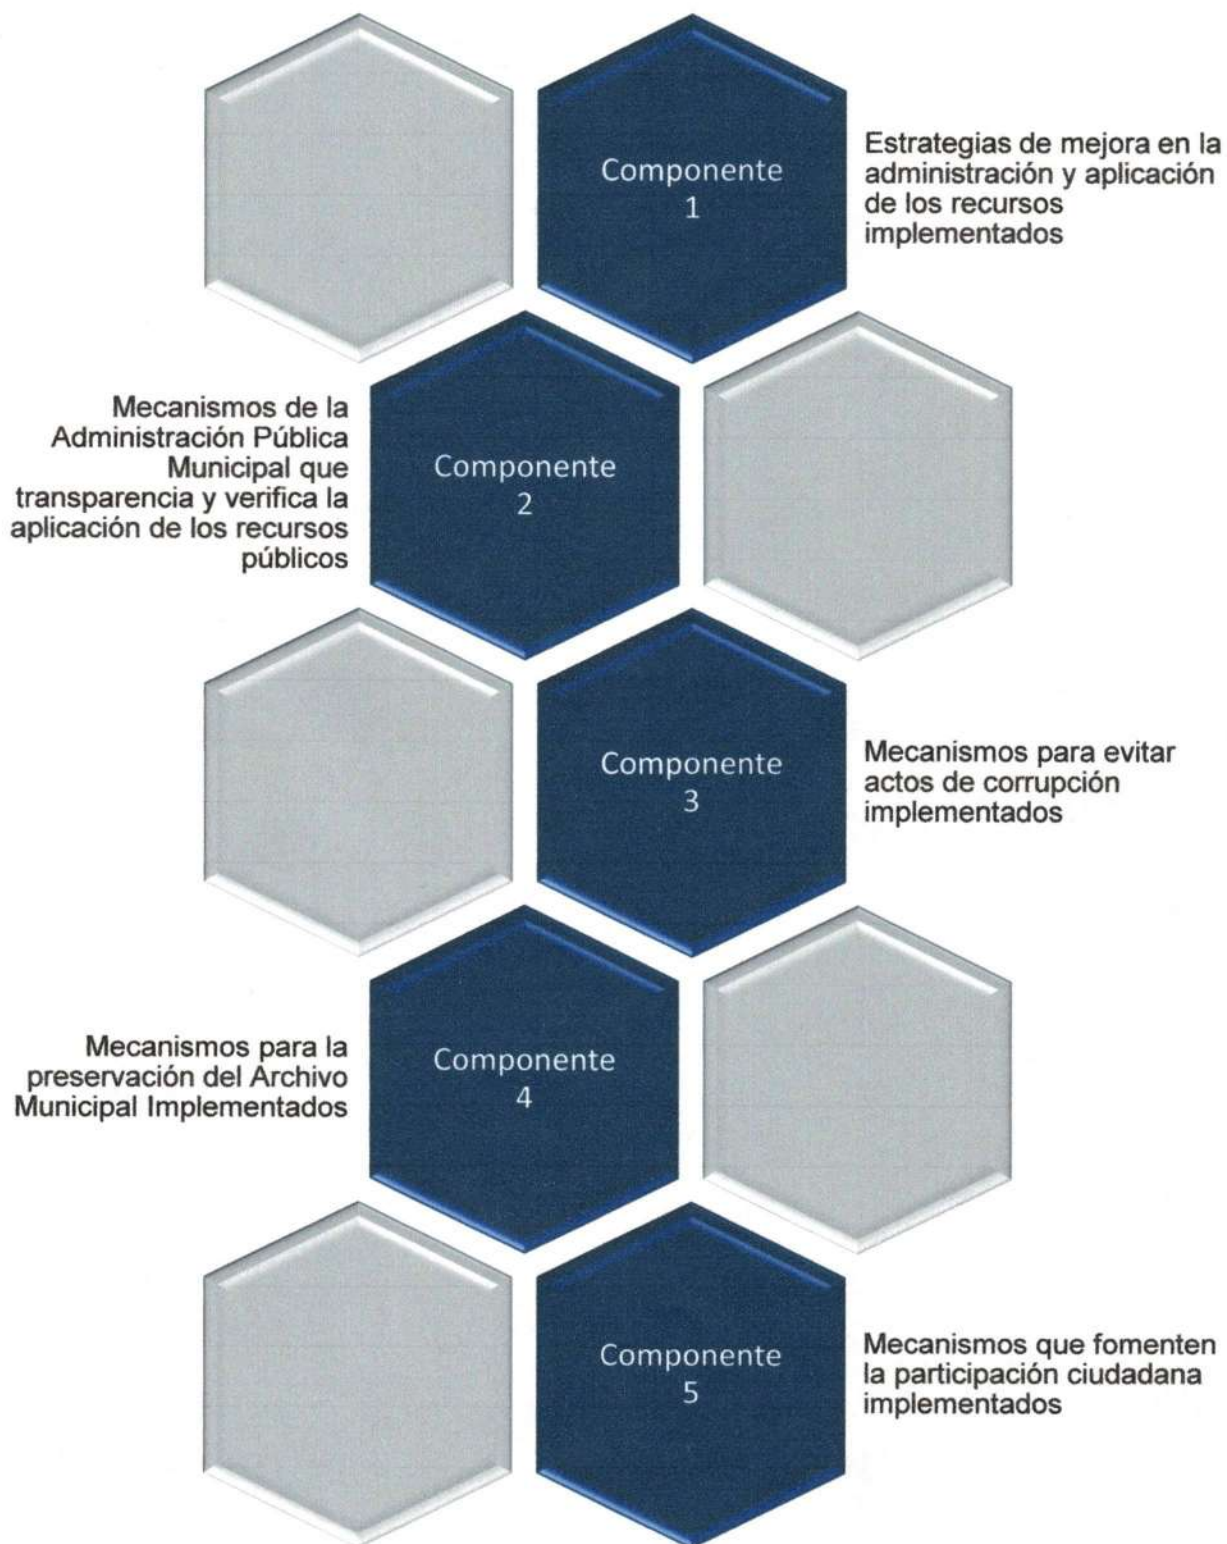 Componente
1
Estrategias de mejora en la
administración y aplicación
de los recursos
implementados
Mecanismos de la
Administración Pública
Municipal que
transparencia y verifica la
aplicación de los recursos
públicos
Componente
2
Componente
3
Mecanismos para evitar
actos de corrupción
implementados
Mecanismos para la
preservación del Archivo
Municipal Implementados
Componente
4
Componente
5
Mecanismos que fomenten
la participación ciudadana
implementados